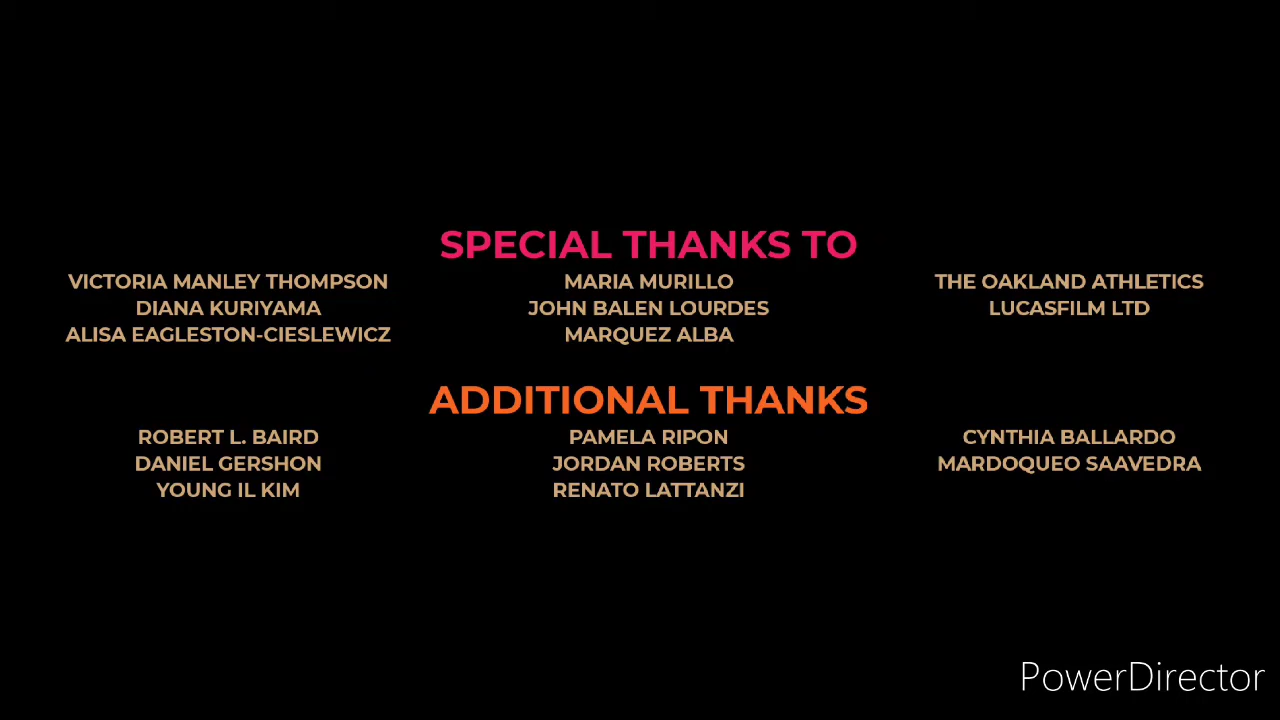 SPECIAL THANKS TO
VICTORIA MANLEY THOMPSON
DIANA KURIYAMA
ALISA EAGLESTON-CIESLEWICZ
MARIA MURILLO
JOHN BALEN LOURDES
MARQUEZ ALBA
THE OAKLAND ATHLETICS
LUCASFILM LTD
ADDITIONAL THANKS
ROBERT L. BAIRD
DANIEL GERSHON
YOUNG IL KIM
PAMELA RIPON
JORDAN ROBERTS
RENATO LATTANZI
CYNTHIA BALLARDO
MARDOQUEO SAAVEDRA
PowerDirector